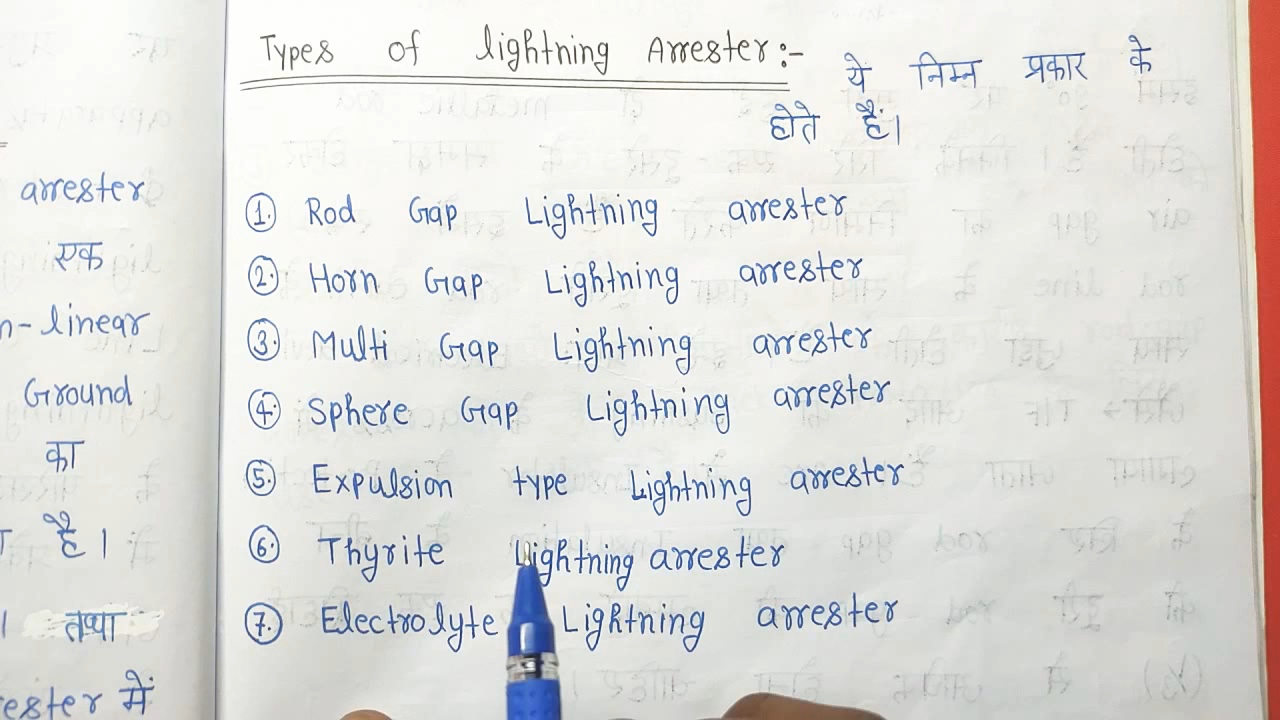 Types of lightning Arrester :- ये निम्न प्रकार के
होते हैं।
① Rod Gap Lightning arrester
② Horn Gap Lightning arrester
③ Multi Gap Lightning arrester
④ Sphere Gap Lightning arrester
⑤ Expulsion type Lightning arrester
⑥ Thyrite Lightning arrester
⑦ Electrolyte Lightning arrester
arrester
एक
n-linear
Ground
का
है।
तथा
ester में